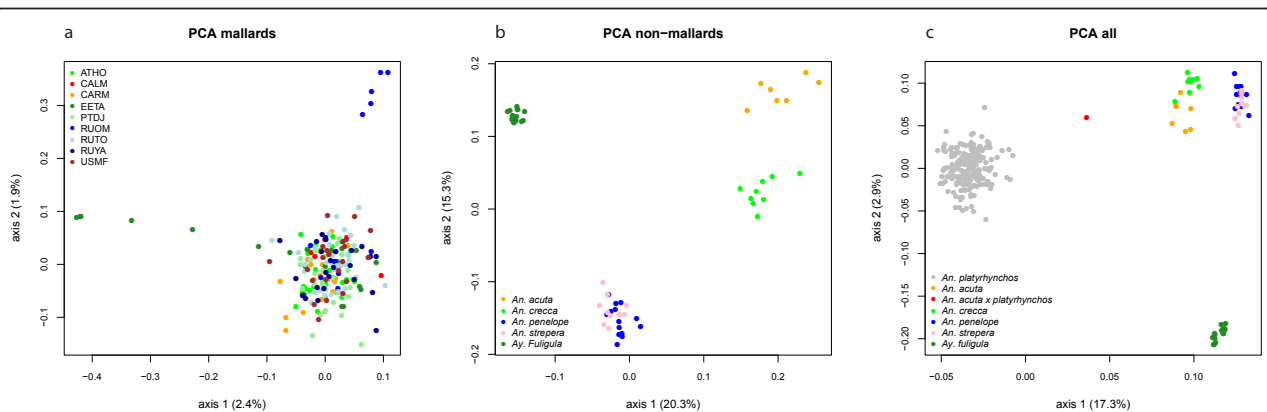 a
PCA mallards
ATHO
CALM
CARM
EETA
PTDJ
RUOM
RUTO
RUYA
USMF
axis 2 (1.9%)
0.3
0.2
0.1
0.0
−0.1
−0.4
−0.3
−0.2
−0.1
0.0
0.1
axis 1 (2.4%)
b
PCA non-mallards
axis 2 (15.3%)
0.2
0.1
0.0
−0.1
−0.2
An. acuta
An. crecca
An. penelope
An. strepera
Ay. Fuligula
−0.1
0.0
0.1
0.2
axis 1 (20.3%)
c
PCA all
axis 2 (2.9%)
0.10
0.05
0.00
−0.05
−0.10
−0.15
−0.20
An. platyrhynchos
An. acuta
An. acuta x platyrhynchos
An. crecca
An. penelope
An. strepera
Ay. fuligula
−0.05
0.00
0.05
0.10
axis 1 (17.3%)